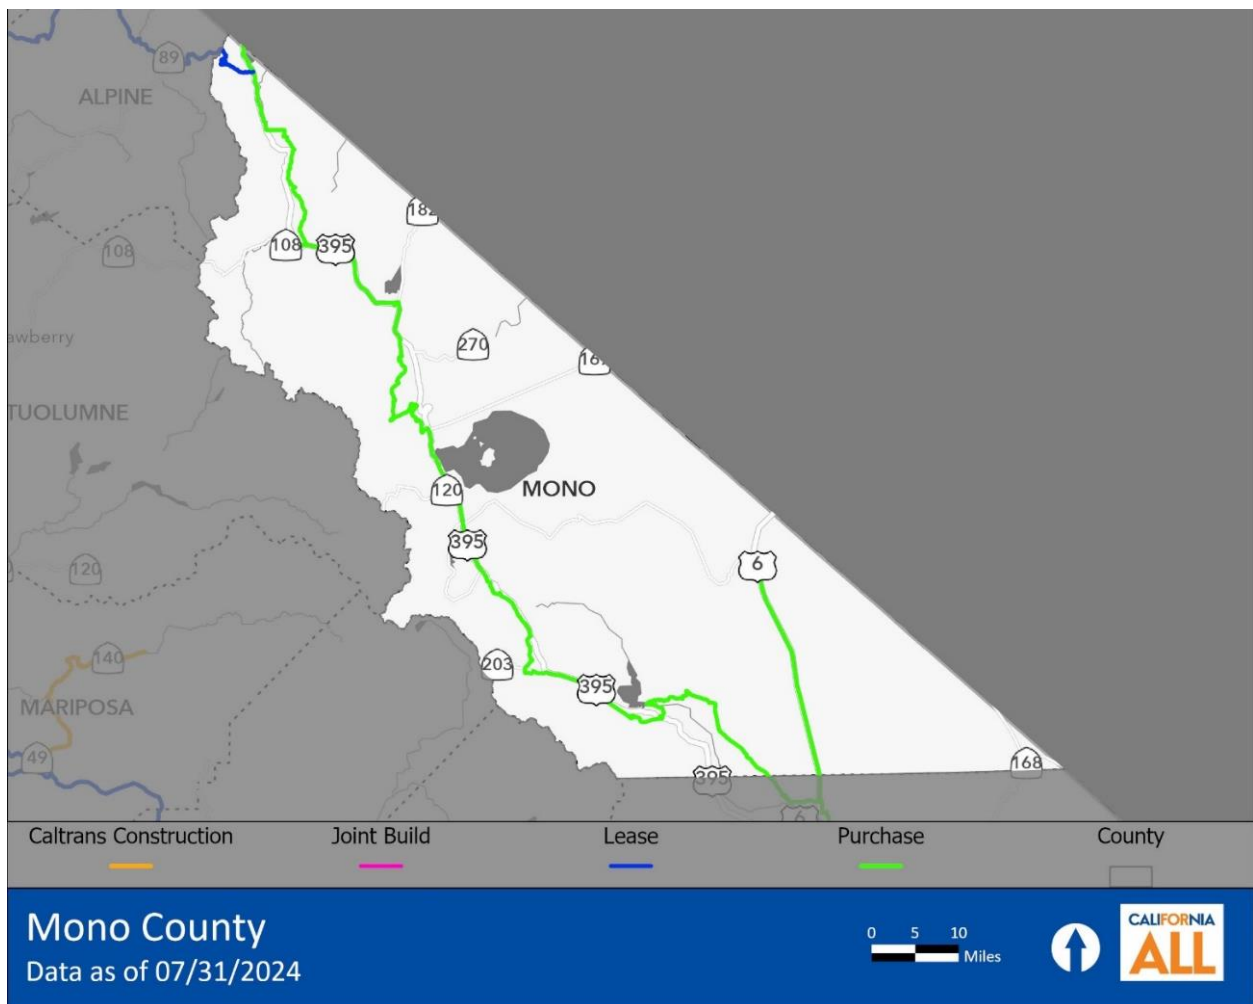 89
ALPINE
182
108
108
395
awberry
270
167
TUOLUMNE
120
MONO
395
120
6
140
203
395
MARIPOSA
49
168
395
6
Caltrans Construction
Joint Build
Lease
Purchase
County
Mono County
Data as of 07/31/2024
0 5 10
Miles
CALIFORNIA
ALL